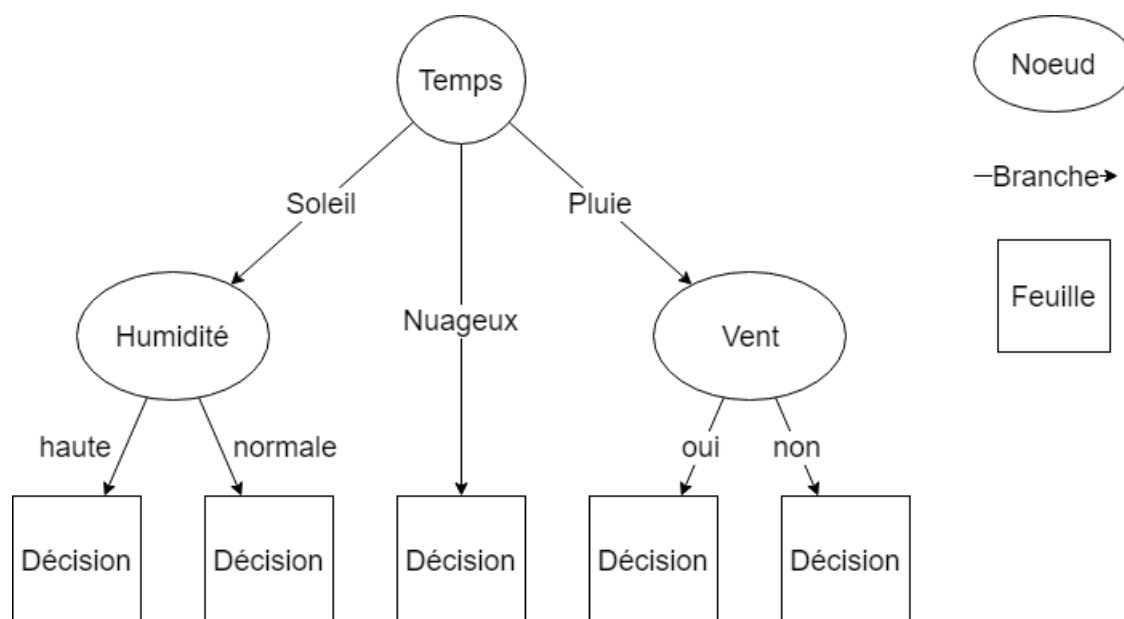 Temps
Noeud
Branche
Soleil
Pluie
Feuille
Humidité
Nuageux
Vent
haute
normale
oui
non
Décision
Décision
Décision
Décision
Décision